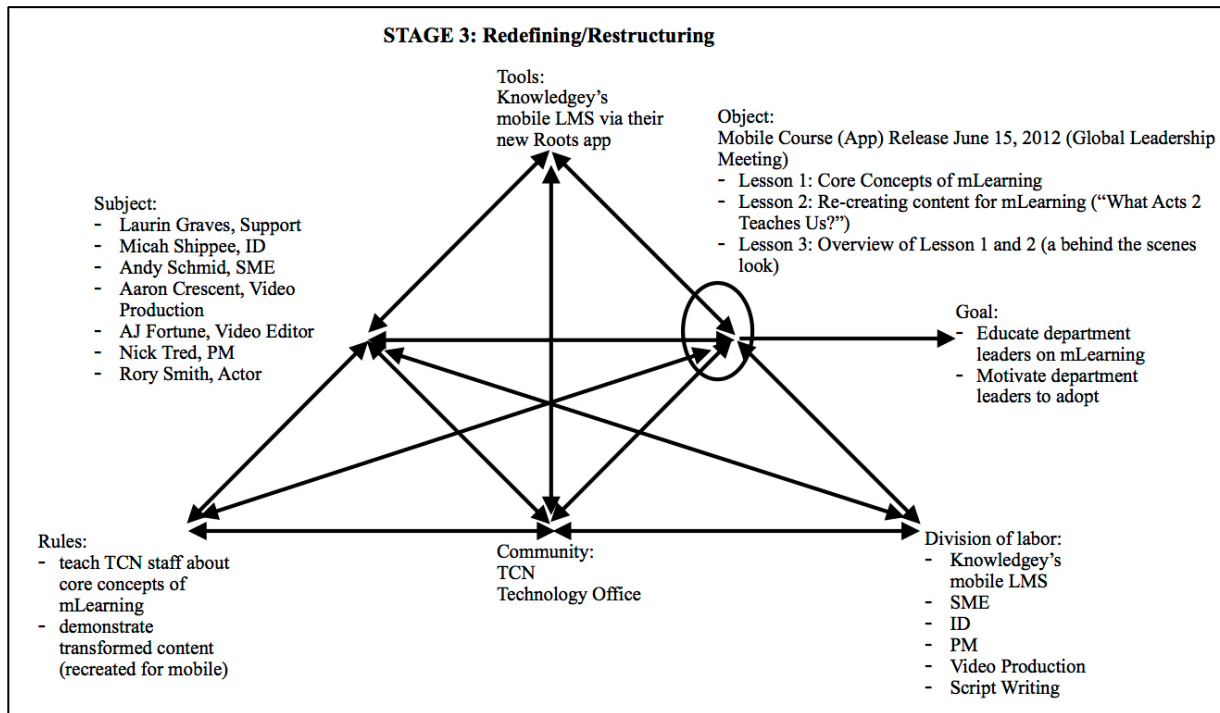 STAGE 3: Redefining/Restructuring
Tools:
Knowledgey's
mobile LMS via their
new Roots app
Object:
Mobile Course (App) Release June 15, 2012 (Global Leadership
Meeting)
- Lesson 1: Core Concepts of mLearning
- Lesson 2: Re-creating content for mLearning (“What Acts 2
Teaches Us?”)
- Lesson 3: Overview of Lesson 1 and 2 (a behind the scenes
look)
Subject:
- Laurin Graves, Support
- Micah Shippee, ID
- Andy Schmid, SME
- Aaron Crescent, Video
Production
- AJ Fortune, Video Editor
- Nick Tred, PM
- Rory Smith, Actor
Goal:
- Educate department
leaders on mLearning
- Motivate department
leaders to adopt
Rules:
- teach TCN staff about
core concepts of
mLearning
- demonstrate
transformed content
(recreated for mobile)
Community:
TCN
Technology Office
Division of labor:
- Knowledgey's
mobile LMS
- SME
- ID
- PM
- Video Production
- Script Writing